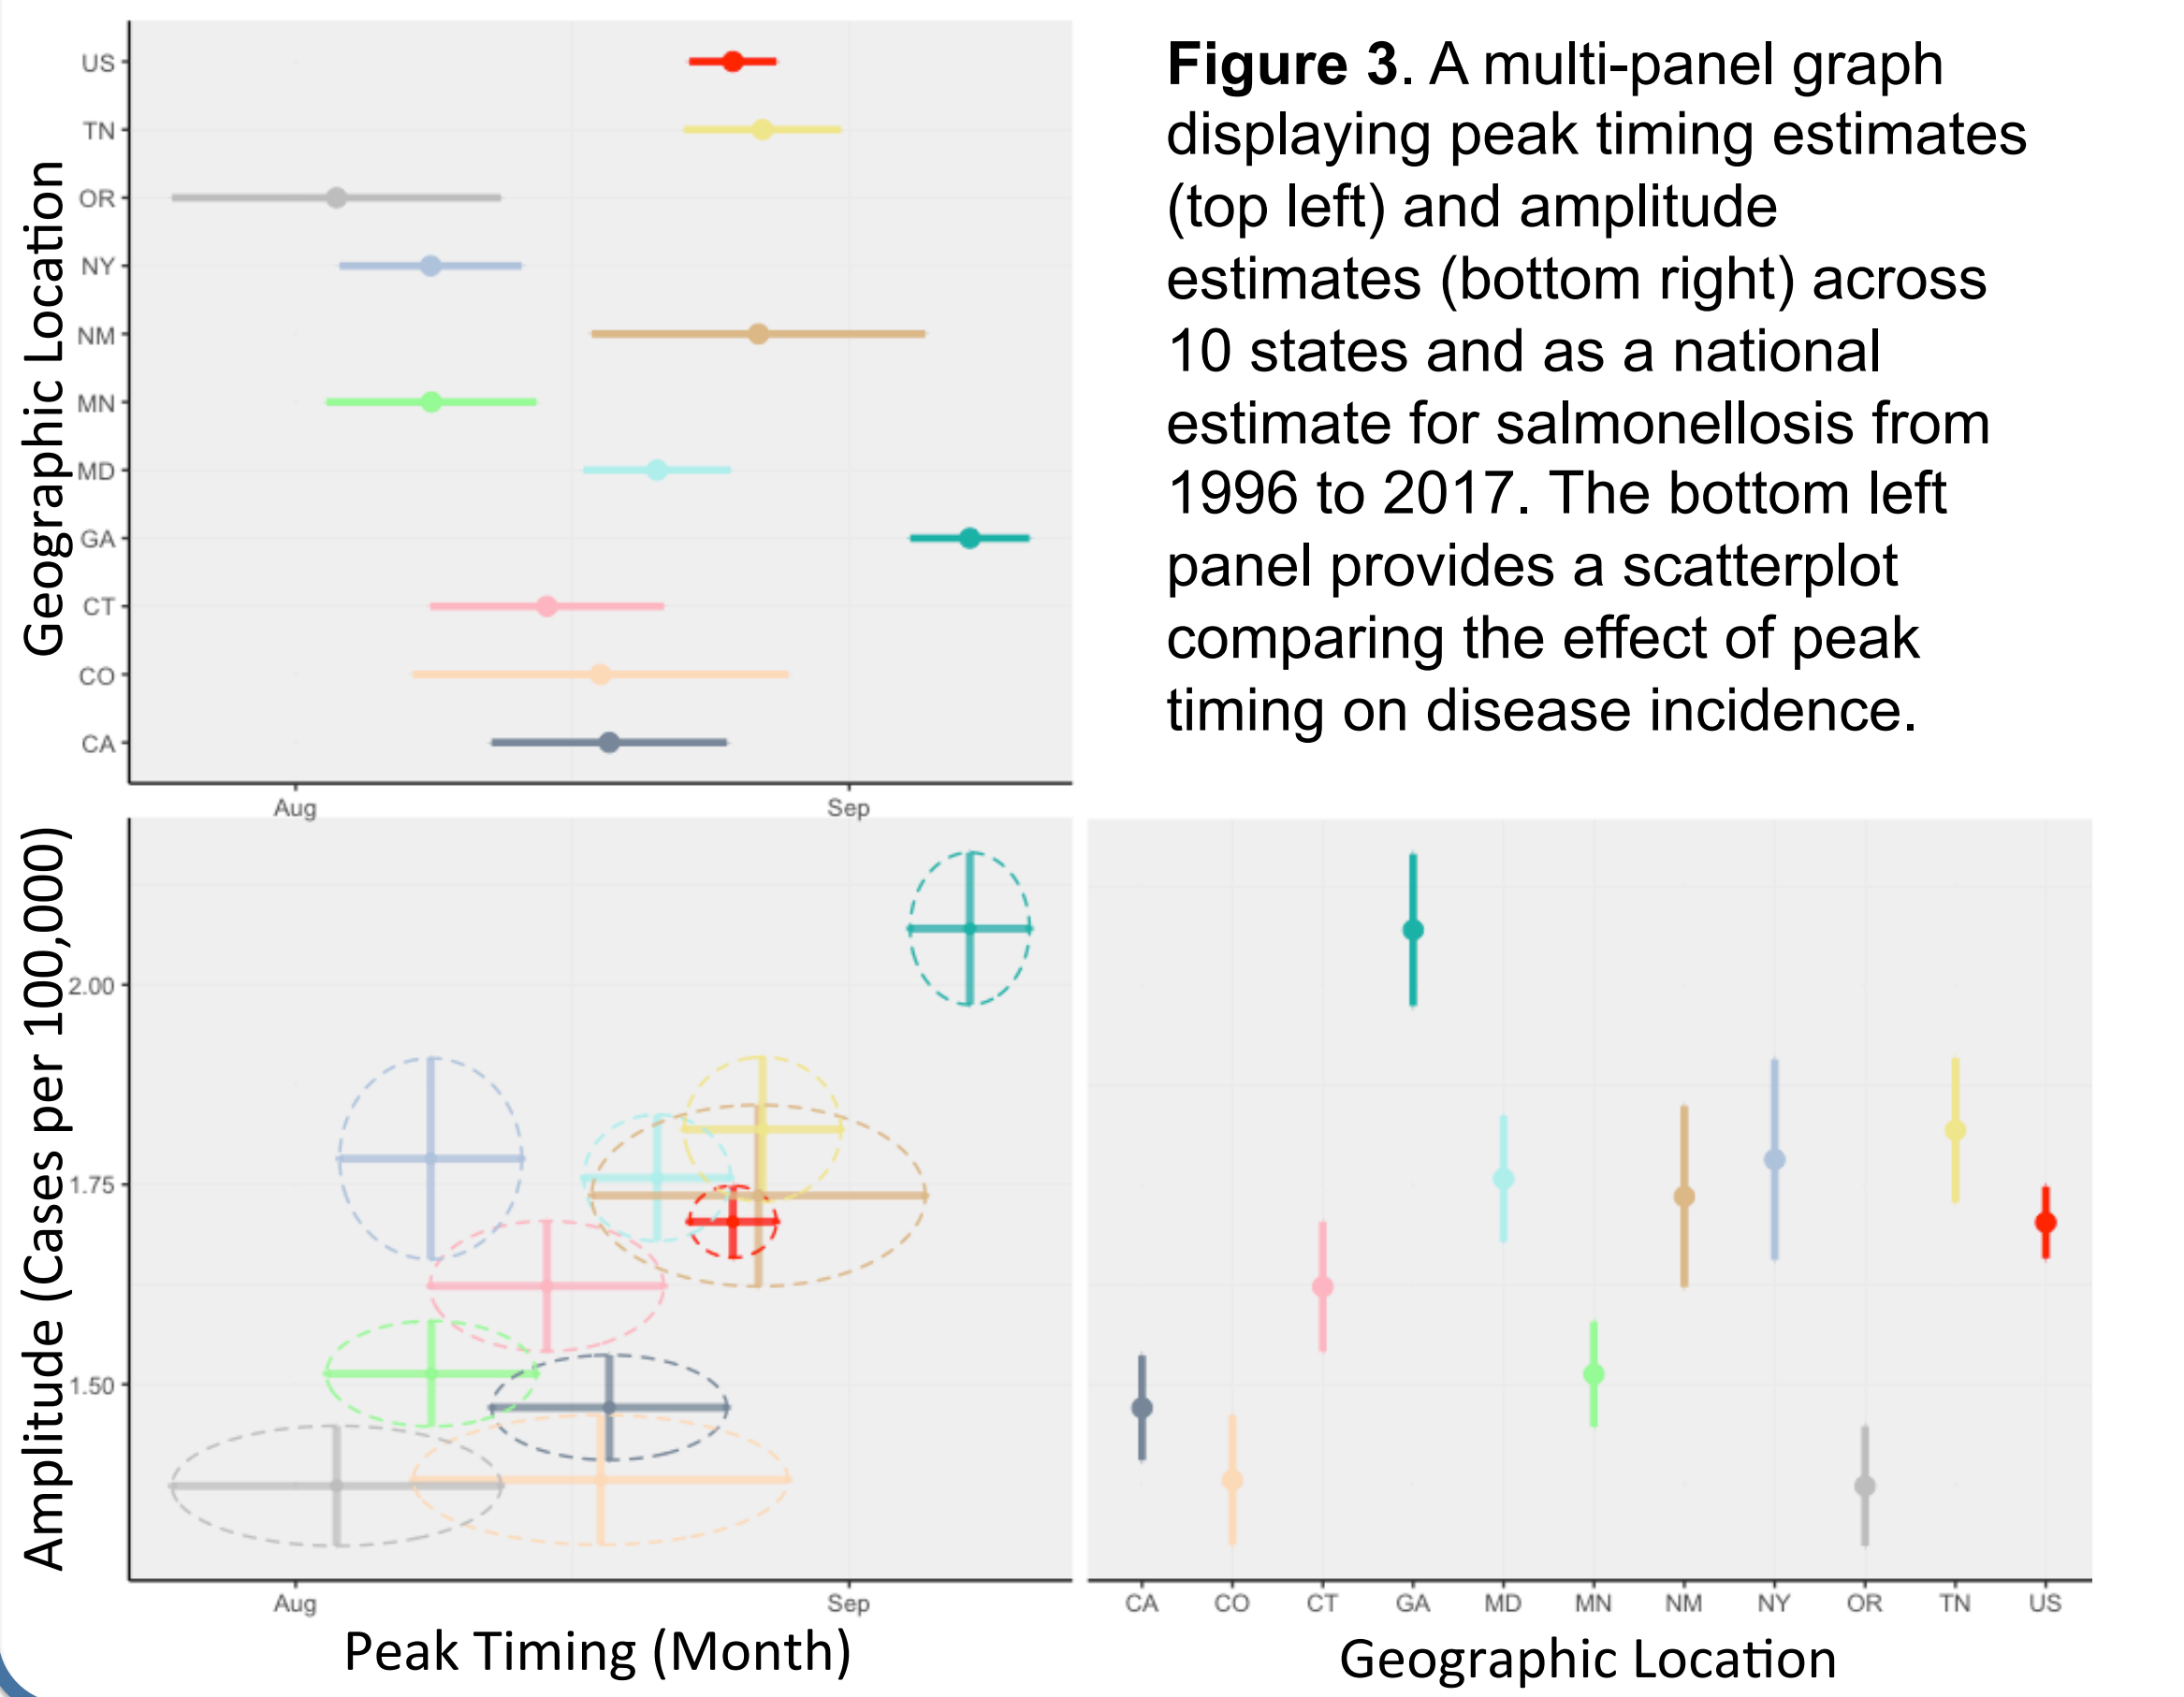 Figure 3. A multi-panel graph
displaying peak timing estimates
(top left) and amplitude
estimates (bottom right) across
10 states and as a national
estimate for salmonellosis from
1996 to 2017. The bottom left
panel provides a scatterplot
comparing the effect of peak
timing on disease incidence.
Geographic Location
US
TN
OR
NY
NM
MN
MD
GA
CT
CO
CA
Aug Sep
Amplitude (Cases per 100,000)
2.00
1.75
1.50
Aug Sep
Peak Timing (Month)
CA CO CT GA MD MN NM NY OR TN US
Geographic Location